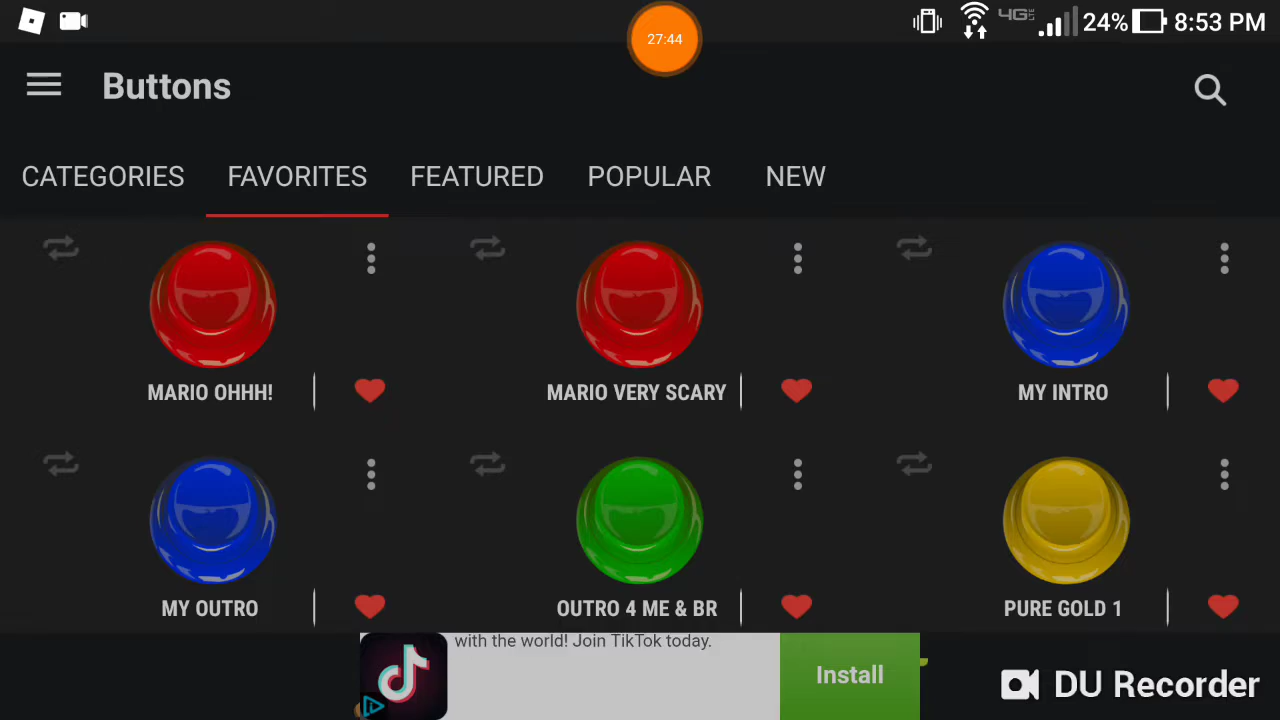 27:44
4G LTE
24%
8:53 PM
Buttons
CATEGORIES
FAVORITES
FEATURED
POPULAR
NEW
MARIO OHHH!
MARIO VERY SCARY
MY INTRO
MY OUTRO
OUTRO 4 ME & BR
PURE GOLD 1
with the world! Join TikTok today.
Install
DU Recorder